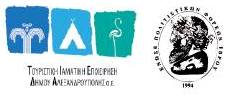 ΤΟΥΡΙΣΤΙΚΗ ΙΑΜΑΤΙΚΗ ΕΠΙΧΕΙΡΗΣΗ
ΔΗΜΟΥ ΑΛΕΞΑΝΔΡΟΥΠΟΛΗΣ α.ε.
ΕΝΩΣΗ ΠΟΛΙΤΙΣΤΙΚΩΝ ΦΟΡΕΩΝ ΕΒΡΟΥ
1994